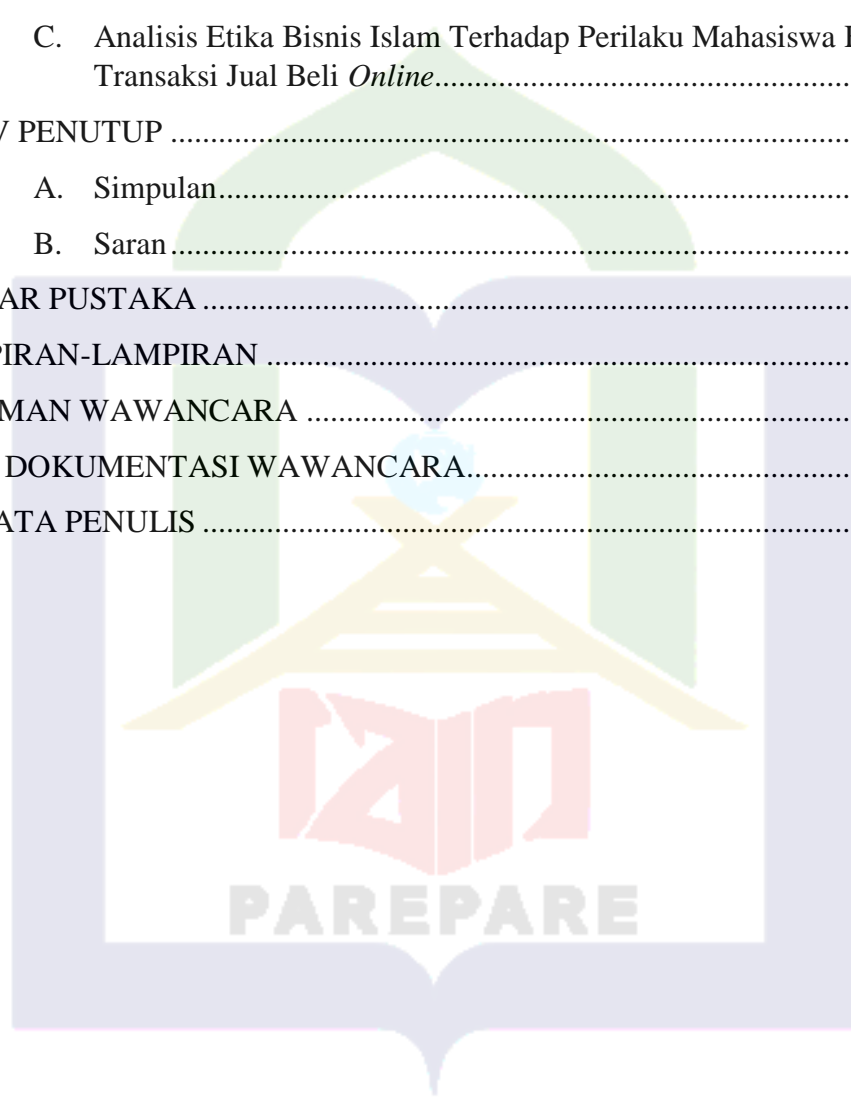 C. Analisis Etika Bisnis Islam Terhadap Perilaku Mahasiswa
Transaksi Jual Beli Online....................................................
PENUTUP ....................................................................................
A. Simpulan................................................................................
B. Saran ......................................................................................
AR PUSTAKA ................................................................................
PIRAN-LAMPIRAN .......................................................................
MAN WAWANCARA ..................................................................
DOKUMENTASI WAWANCARA................................................
ATA PENULIS ...............................................................................
iain
PAREPARE